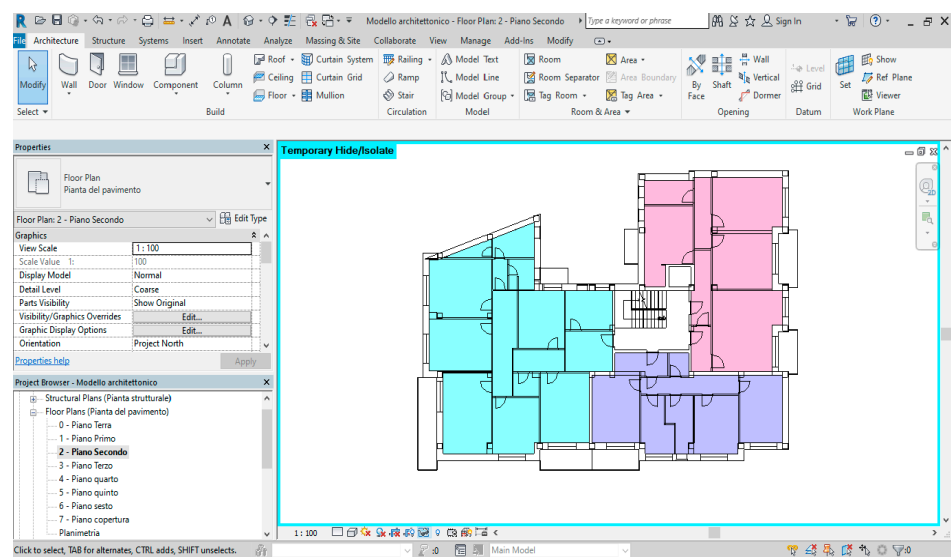 Modello architettonico - Floor Plan: 2 - Piano Secondo
Type a keyword or phrase
Sign In
File Architecture Structure Systems Insert Annotate Analyze Massing & Site Collaborate View Manage Add-Ins Modify
Modify Wall Door Window Component Column
Roof Curtain System Railing Model Text Room Area Wall Level Show
Ceiling Curtain Grid Ramp Model Line Room Separator Area Boundary By Face Shaft Vertical Grid Set Ref Plane
Floor Mullion Stair Model Group Tag Room Tag Area Dormer Viewer
Select Build Circulation Model Room & Area Opening Datum Work Plane
Properties X
Floor Plan
Pianta del pavimento
Floor Plan: 2 - Piano Secondo Edit Type
Graphics
View Scale 1 : 100
Scale Value 1: 100
Display Model Normal
Detail Level Coarse
Parts Visibility Show Original
Visibility/Graphics Overrides Edit...
Graphic Display Options Edit...
Orientation Project North
Properties help Apply
Project Browser - Modello architettonico X
Structural Plans (Pianta strutturale)
Floor Plans (Pianta del pavimento)
0 - Piano Terra
1 - Piano Primo
2 - Piano Secondo
3 - Piano Terzo
4 - Piano quarto
5 - Piano quinto
6 - Piano sesto
7 - Piano copertura
Planimetria
Temporary Hide/Isolate
2D
1 : 100
Click to select, TAB for alternates, CTRL adds, SHIFT unselects.
:0 Main Model :0